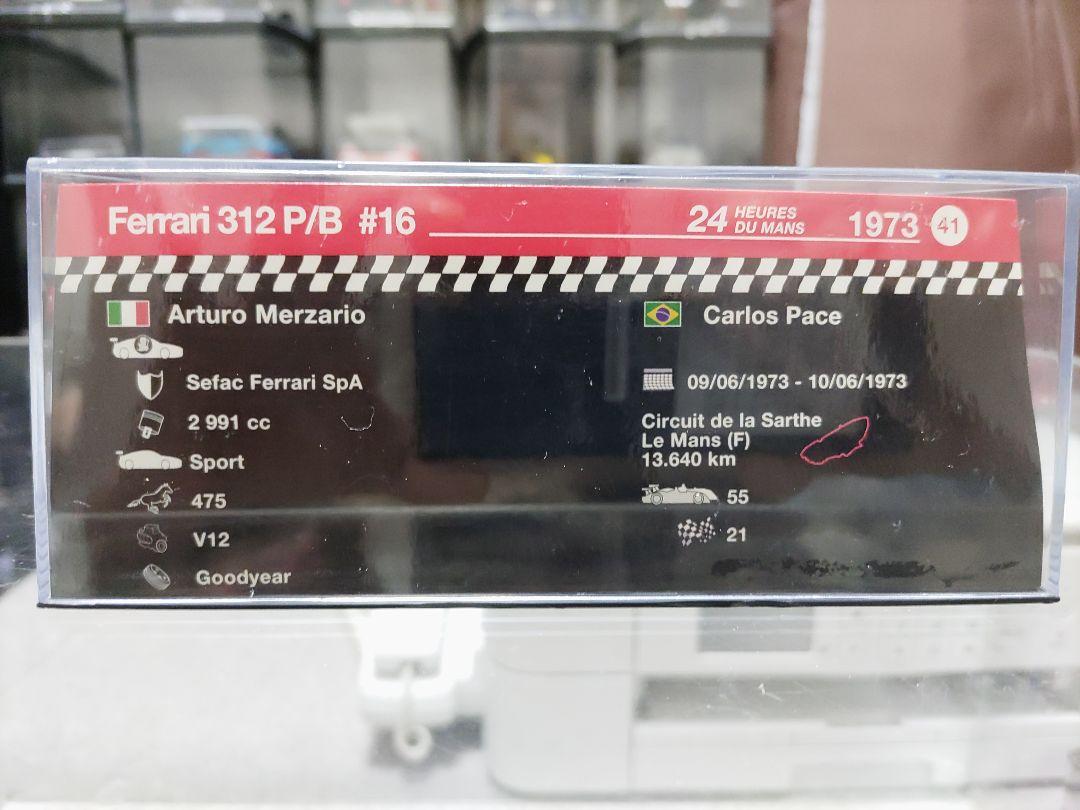 Ferrari 312 P/B #16
24 HEURES DU MANS 1973 41
Arturo Merzario
Carlos Pace
Sefac Ferrari SpA
09/06/1973 - 10/06/1973
2 991 cc
Circuit de la Sarthe
Le Mans (F)
13.640 km
Sport
475
55
V12
21
Goodyear